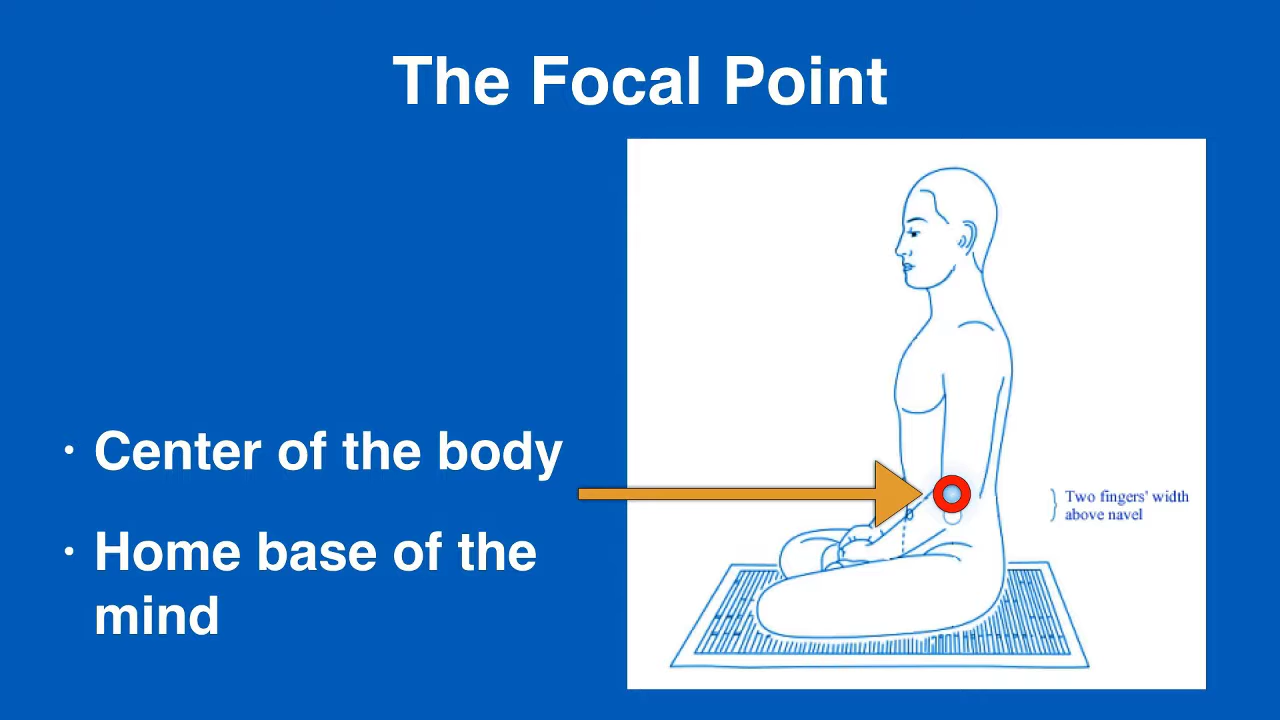 The Focal Point
• Center of the body
• Home base of the
mind
Two fingers' width
above navel